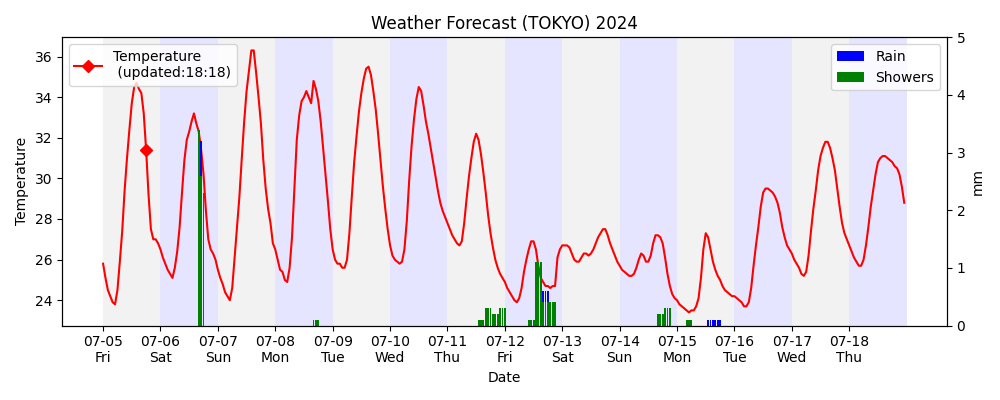 Weather Forecast (TOKYO) 2024
Temperature
(updated:18:18)
Rain
Showers
36
34
32
30
28
26
24
Temperature
5
4
3
2
1
0
mm
07-05 07-06 07-07 07-08 07-09 07-10 07-11 07-12 07-13 07-14 07-15 07-16 07-17 07-18
Fri Sat Sun Mon Tue Wed Thu Fri Sat Sun Mon Tue Wed Thu
Date